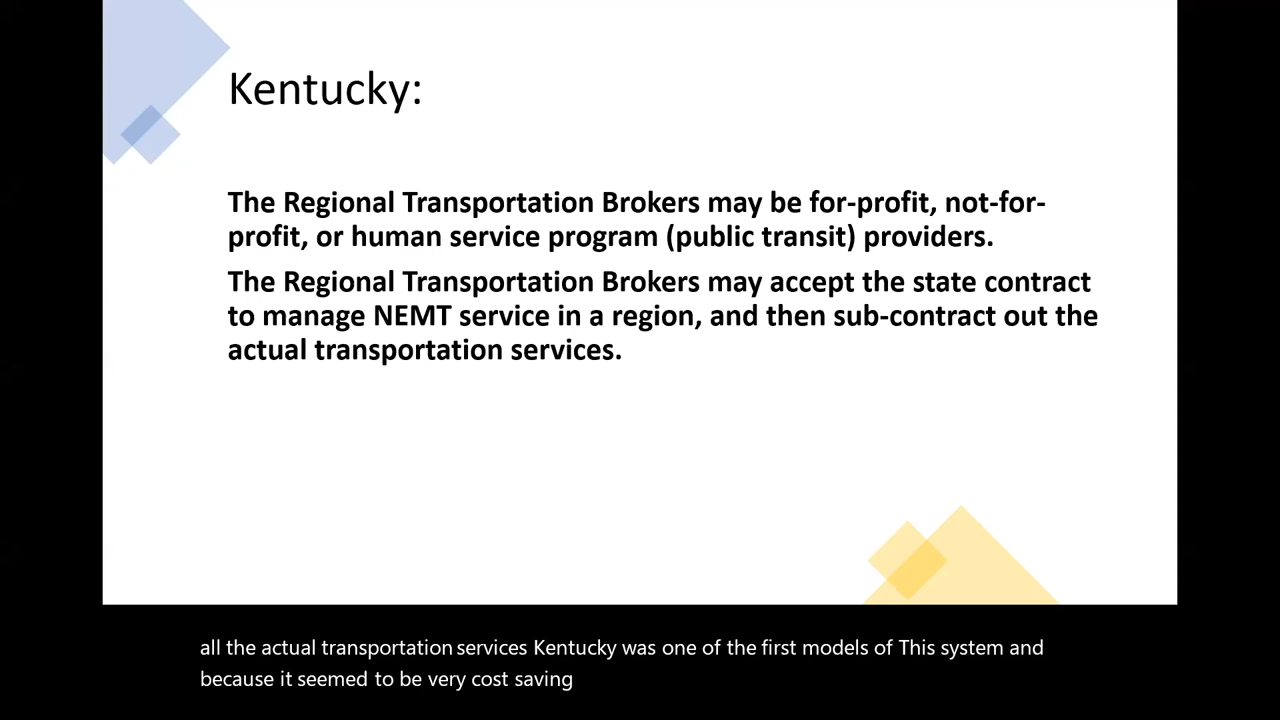 Kentucky:
The Regional Transportation Brokers may be for-profit, not-for-
profit, or human service program (public transit) providers.
The Regional Transportation Brokers may accept the state contract
to manage NEMT service in a region, and then sub-contract out the
actual transportation services.
all the actual transportation services Kentucky was one of the first models of This system and
because it seemed to be very cost saving